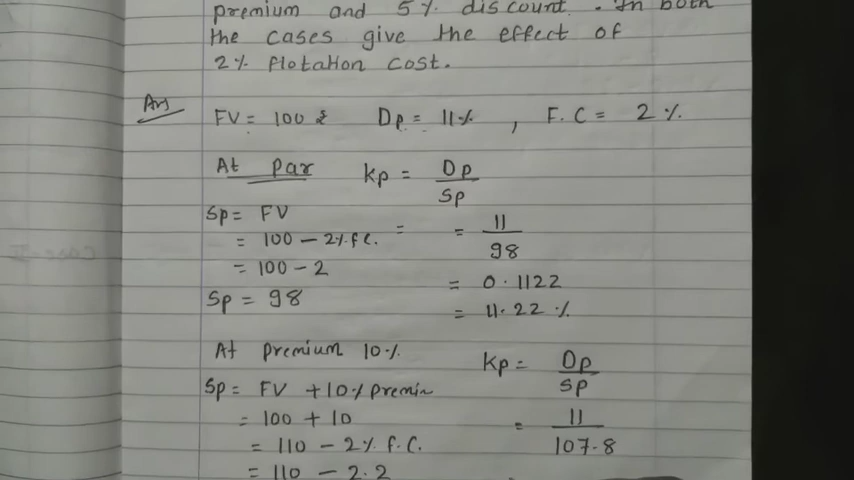 premium and 5% discount. In both
the cases give the effect of
2% flotation cost.
Ans
FV = 100 ₹ Dp = 11% , F.C = 2%
At Par
Kp = Dp/Sp
Sp = FV
= 100 - 2% f.c. =
= 100 - 2
Sp = 98
= 11/98
= 0.1122
= 11.22 %
At premium 10%
Sp = FV + 10% premin
= 100 + 10
= 110 - 2% f.c.
= 110 - 2.2
Kp = Dp/Sp
= 11/107.8